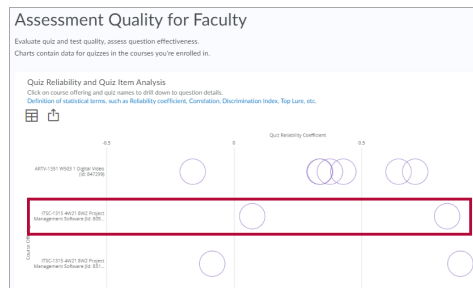 Assessment Quality for Faculty
Evaluate quiz and test quality, assess question effectiveness.
Charts contain data for quizzes in the courses you're enrolled in.
Quiz Reliability and Quiz Item Analysis
Click on course offering and quiz names to drill down to question details.
Definition of statistical terms, such as Reliability coefficient, Correlation, Discrimination Index, Top Lure, etc.
Quiz Reliability Coefficient
-0.5 0 0.5
ARTV-1351 W503 1 Digital Video
(Id: 847209)
ITSC-1315 4W21 8W2 Project
Management Software (Id:
ITSC-1315 4W21 8W3 Project
Management Software (Id:
Course